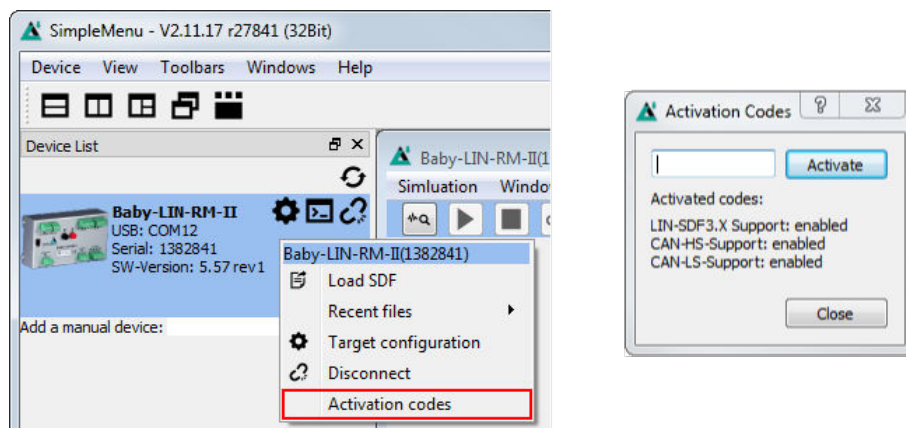 SimpleMenu - V2.11.17 r27841 (32Bit)
Device View Toolbars Windows Help
Device List
Baby-LIN-RM-II
USB: COM12
Serial: 1382841
SW-Version: 5.57 rev1
Add a manual device:
Baby-LIN-RM-II(1
Simluation Windo
Baby-LIN-RM-II(1382841)
Load SDF
Recent files
Target configuration
Disconnect
Activation codes
Activation Codes
Activate
Activated codes:
LIN-SDF3.X Support: enabled
CAN-HS-Support: enabled
CAN-LS-Support: enabled
Close